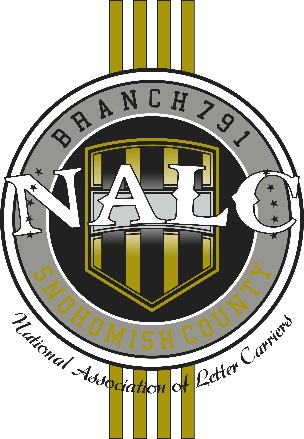 BRANCH 791
NALC
SNOHOMISH COUNTY
National Association of Letter Carriers